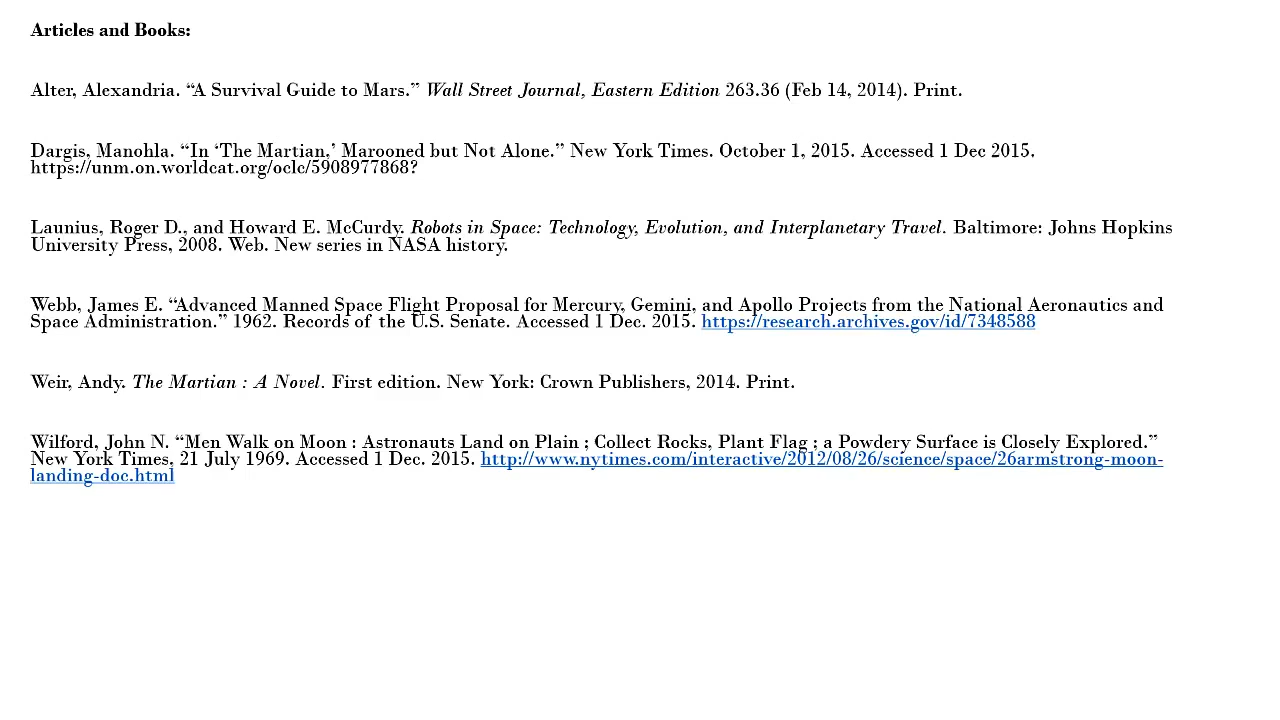 Articles and Books:
Alter, Alexandria. “A Survival Guide to Mars.” Wall Street Journal, Eastern Edition 263.36 (Feb 14, 2014). Print.
Dargis, Manohla. “In ‘The Martian,’ Marooned but Not Alone.” New York Times. October 1, 2015. Accessed 1 Dec 2015.
https://unm.on.worldcat.org/oclc/5908977868?
Launius, Roger D., and Howard E. McCurdy. Robots in Space: Technology, Evolution, and Interplanetary Travel. Baltimore: Johns Hopkins
University Press, 2008. Web. New series in NASA history.
Webb, James E. “Advanced Manned Space Flight Proposal for Mercury, Gemini, and Apollo Projects from the National Aeronautics and
Space Administration.” 1962. Records of the U.S. Senate. Accessed 1 Dec. 2015. https://research.archives.gov/id/7348588
Weir, Andy. The Martian : A Novel. First edition. New York: Crown Publishers, 2014. Print.
Wilford, John N. “Men Walk on Moon : Astronauts Land on Plain ; Collect Rocks, Plant Flag ; a Powdery Surface is Closely Explored.”
New York Times, 21 July 1969. Accessed 1 Dec. 2015. http://www.nytimes.com/interactive/2012/08/26/science/space/26armstrong-moon-
landing-doc.html